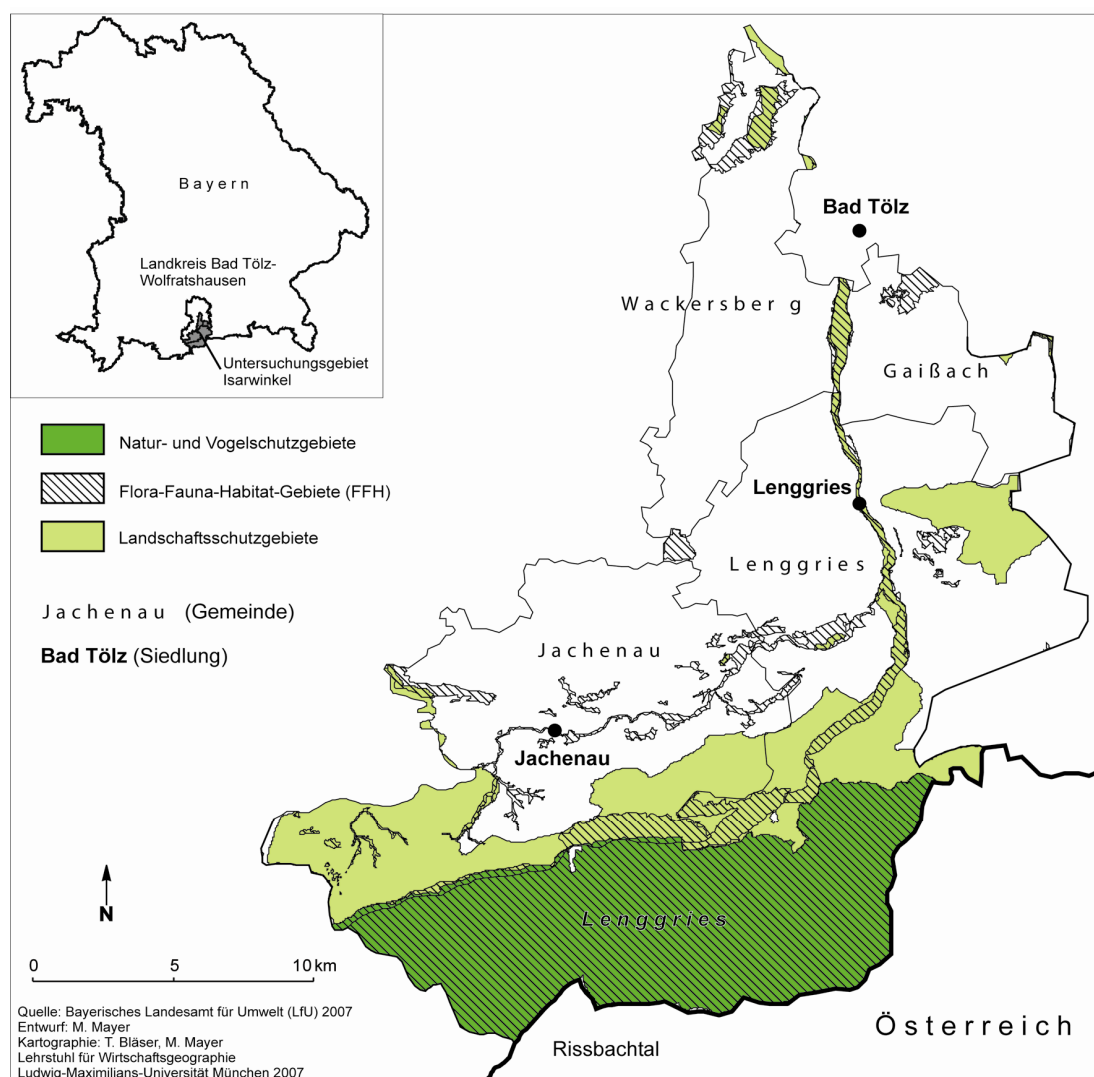 Bayern
Landkreis Bad Tölz-
Wolfratshausen
Untersuchungsgebiet
Isarwinkel
Natur- und Vogelschutzgebiete
Flora-Fauna-Habitat-Gebiete (FFH)
Landschaftsschutzgebiete
Jachenau (Gemeinde)
Bad Tölz (Siedlung)
Bad Tölz
Wackersber g
Gaißach
Lenggries
Lenggries
Jachenau
Jachenau
Lenggries
N
0 5 10 km
Quelle: Bayerisches Landesamt für Umwelt (LfU) 2007
Entwurf: M. Mayer
Kartographie: T. Bläser, M. Mayer
Lehrstuhl für Wirtschaftsgeographie
Ludwig-Maximilians-Universität München 2007
Rissbachtal
Österreich